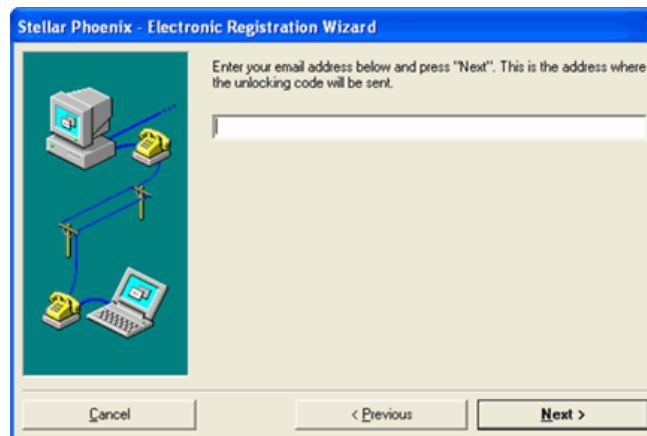 Stellar Phoenix - Electronic Registration Wizard
Enter your email address below and press "Next". This is the address where
the unlocking code will be sent.
Cancel
< Previous
Next >